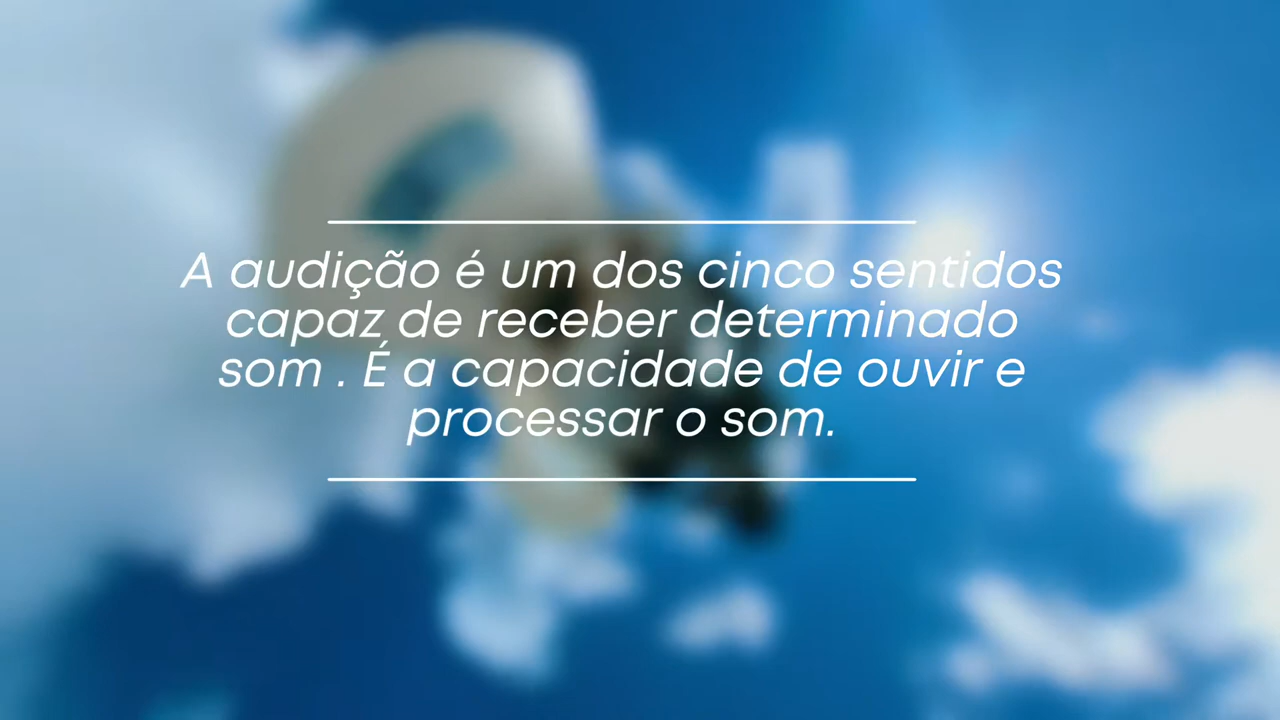 A audição é um dos cinco sentidos
capaz de receber determinado
som . É a capacidade de ouvir e
processar o som.